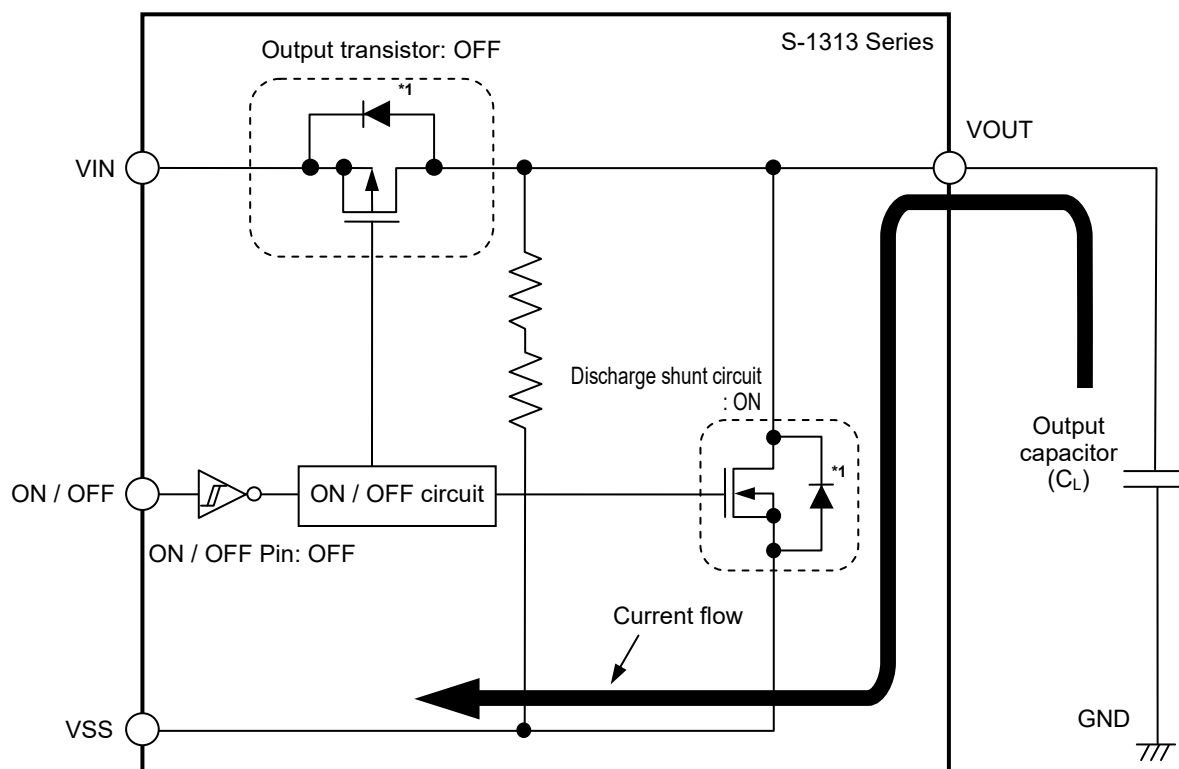 S-1313 Series
Output transistor: OFF
*1
VOUT
VIN
Discharge shunt circuit
: ON
*1
Output
capacitor
(CL)
ON / OFF
ON / OFF circuit
ON / OFF Pin: OFF
Current flow
GND
VSS